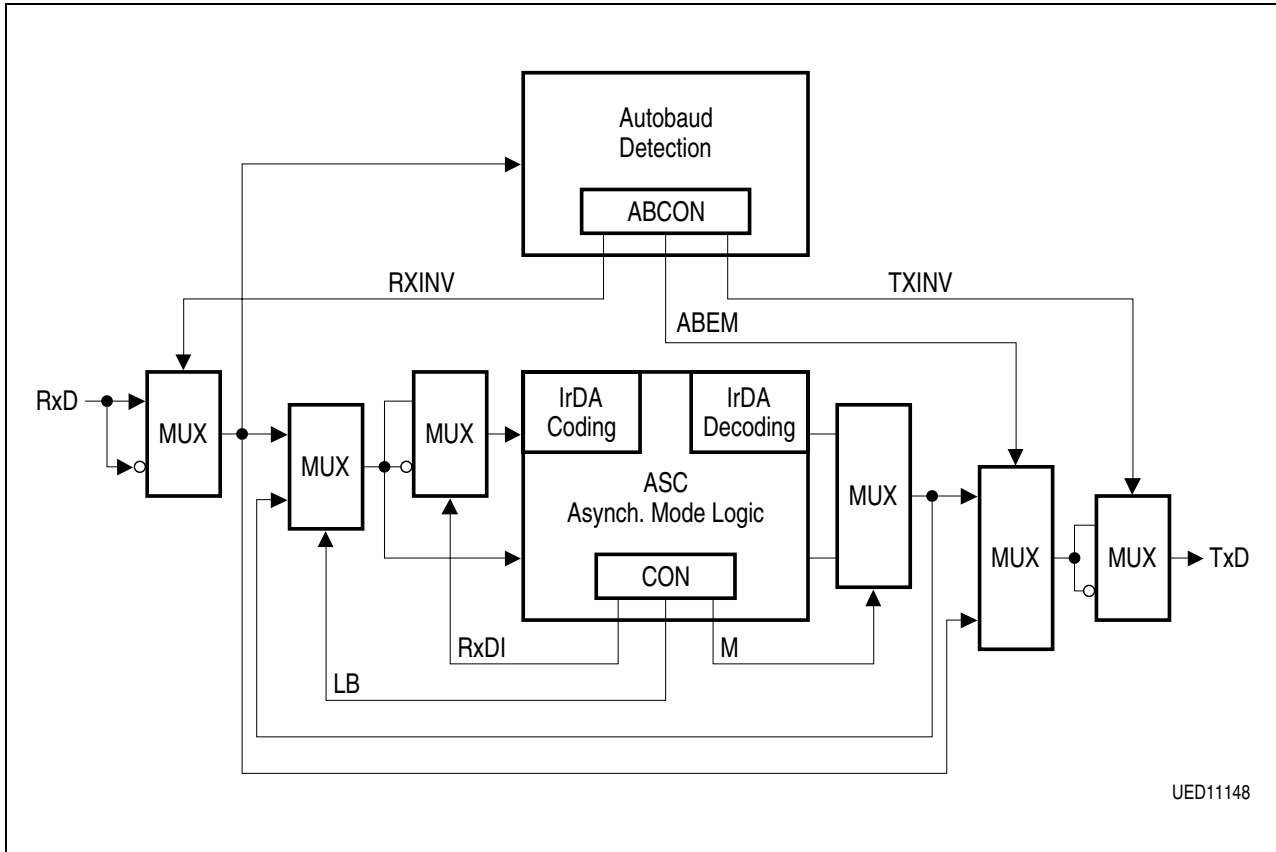 Autobaud
Detection
ABCON
RXINV
TXINV
ABEM
RxD
MUX
MUX
MUX
IrDA
Coding
IrDA
Decoding
MUX
ASC
Asynch. Mode Logic
CON
MUX
MUX
TxD
RxDI
M
LB
UED11148